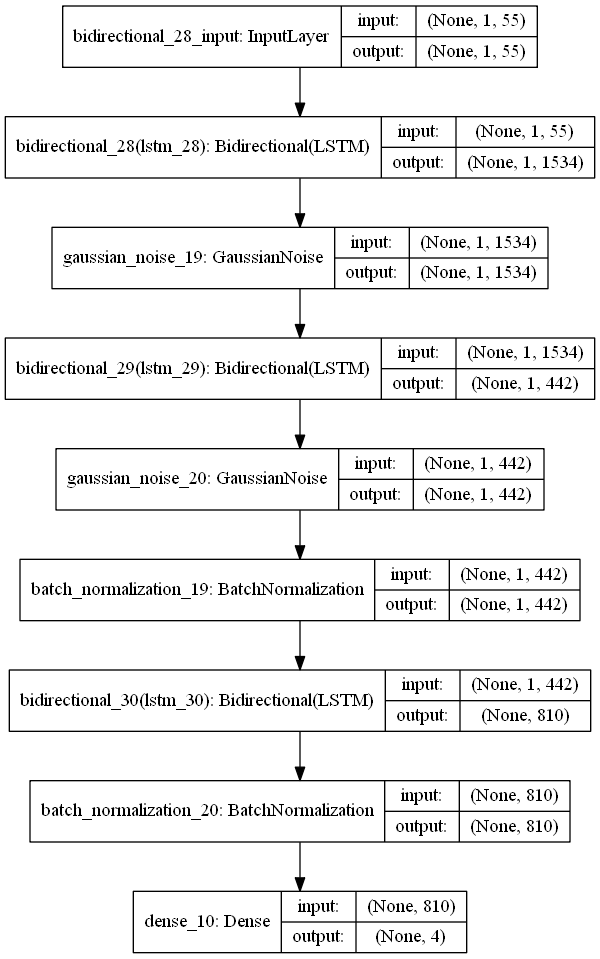 bidirectional_28_input: InputLayer
input: (None, 1, 55)
output: (None, 1, 55)
bidirectional_28(lstm_28): Bidirectional(LSTM)
input: (None, 1, 55)
output: (None, 1, 1534)
gaussian_noise_19: GaussianNoise
input: (None, 1, 1534)
output: (None, 1, 1534)
bidirectional_29(lstm_29): Bidirectional(LSTM)
input: (None, 1, 1534)
output: (None, 1, 442)
gaussian_noise_20: GaussianNoise
input: (None, 1, 442)
output: (None, 1, 442)
batch_normalization_19: BatchNormalization
input: (None, 1, 442)
output: (None, 1, 442)
bidirectional_30(lstm_30): Bidirectional(LSTM)
input: (None, 1, 442)
output: (None, 810)
batch_normalization_20: BatchNormalization
input: (None, 810)
output: (None, 810)
dense_10: Dense
input: (None, 810)
output: (None, 4)